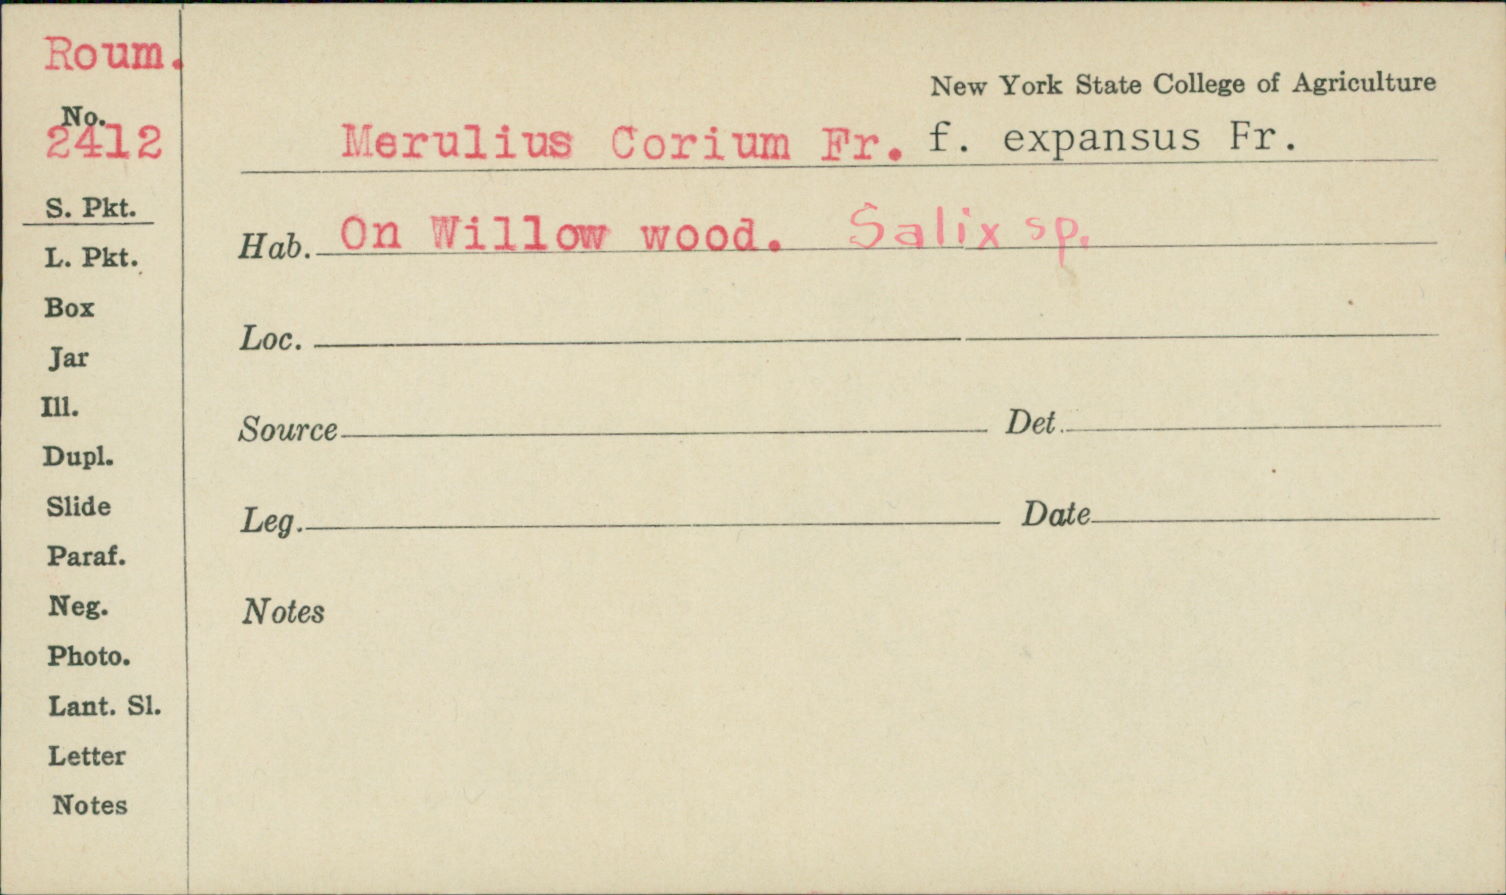 Roum.
No.
2412
S. Pkt.
L. Pkt.
Box
Jar
Ill.
Dupl.
Slide
Paraf.
Neg.
Photo.
Lant. Sl.
Letter
Notes
New York State College of Agriculture
Merulius Corium Fr. f. expansus Fr.
Hab. On Willow wood. Salix sp.
Loc.
Source Det.
Leg. Date
Notes